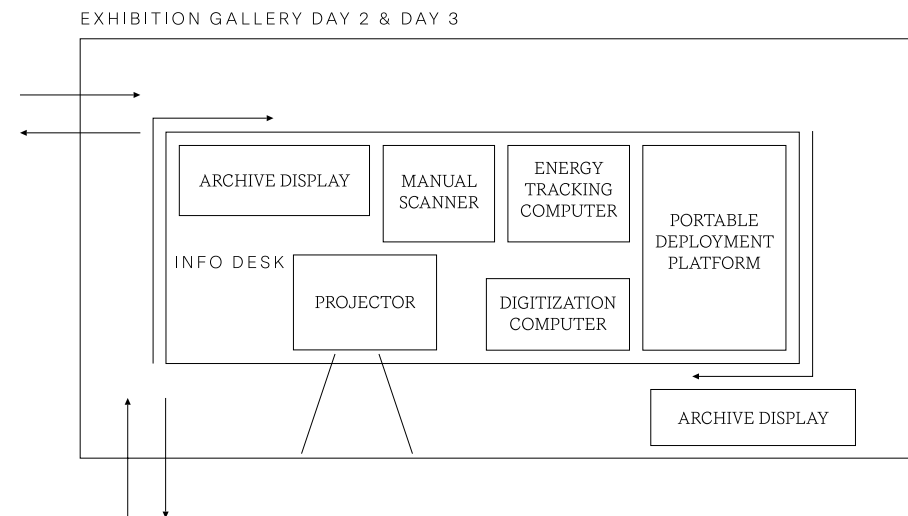 EXHIBITION GALLERY DAY 2 & DAY 3
ARCHIVE DISPLAY
MANUAL
SCANNER
ENERGY
TRACKING
COMPUTER
PORTABLE
DEPLOYMENT
PLATFORM
INFO DESK
PROJECTOR
DIGITIZATION
COMPUTER
ARCHIVE DISPLAY